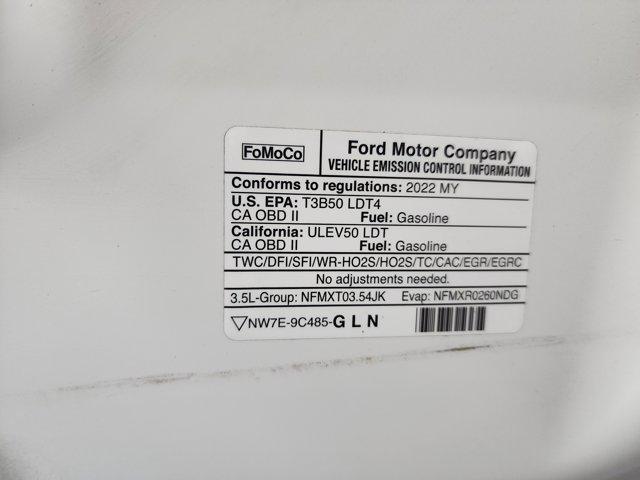 FoMoCo
Ford Motor Company
VEHICLE EMISSION CONTROL INFORMATION
Conforms to regulations: 2022 MY
U.S. EPA: T3B50 LDT4
CA OBD II Fuel: Gasoline
California: ULEV50 LDT
CA OBD II Fuel: Gasoline
TWC/DFI/SFI/WR-HO2S/HO2S/TC/CAC/EGR/EGRC
No adjustments needed.
3.5L-Group: NFMXT03.54JK Evap: NFMXR0260NDG
▽NW7E-9C485-GLN